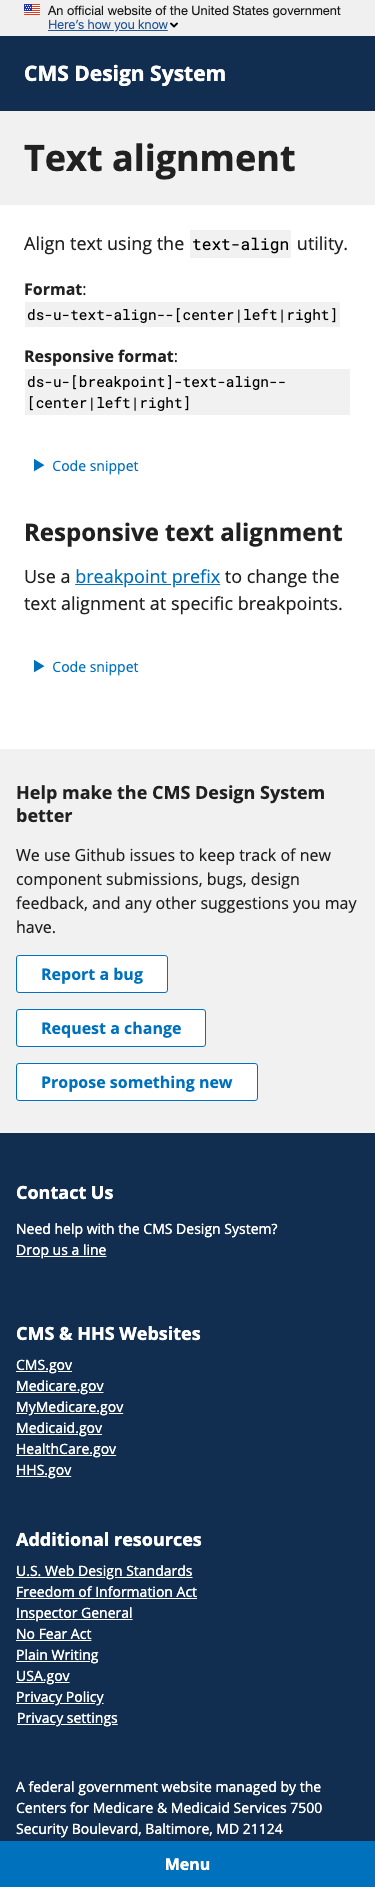 An official website of the United States government
Here's how you know
CMS Design System
Text alignment
Align text using the text-align utility.
Format:
ds-u-text-align--[center|left|right]
Responsive format:
ds-u-[breakpoint]-text-align--
[center|left|right]
Code snippet
Responsive text alignment
Use a breakpoint prefix to change the
text alignment at specific breakpoints.
Code snippet
Help make the CMS Design System
better
We use Github issues to keep track of new
component submissions, bugs, design
feedback, and any other suggestions you may
have.
Report a bug
Request a change
Propose something new
Contact Us
Need help with the CMS Design System?
Drop us a line
CMS & HHS Websites
CMS.gov
Medicare.gov
MyMedicare.gov
Medicaid.gov
HealthCare.gov
HHS.gov
Additional resources
U.S. Web Design Standards
Freedom of Information Act
Inspector General
No Fear Act
Plain Writing
USA.gov
Privacy Policy
Privacy settings
A federal government website managed by the
Centers for Medicare & Medicaid Services 7500
Security Boulevard, Baltimore, MD 21124
Menu